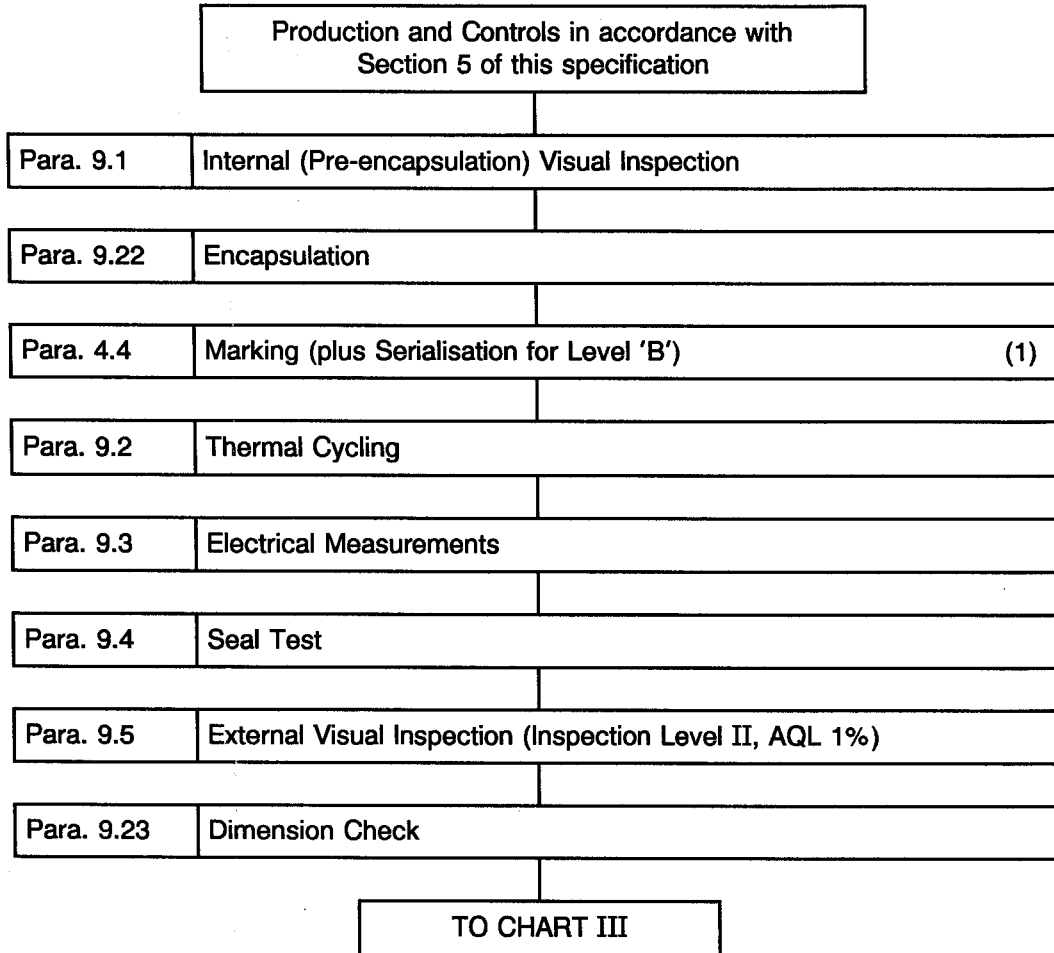 Production and Controls in accordance with
Section 5 of this specification
Para. 9.1 Internal (Pre-encapsulation) Visual Inspection
Para. 9.22 Encapsulation
Para. 4.4 Marking (plus Serialisation for Level 'B') (1)
Para. 9.2 Thermal Cycling
Para. 9.3 Electrical Measurements
Para. 9.4 Seal Test
Para. 9.5 External Visual Inspection (Inspection Level II, AQL 1%)
Para. 9.23 Dimension Check
TO CHART III